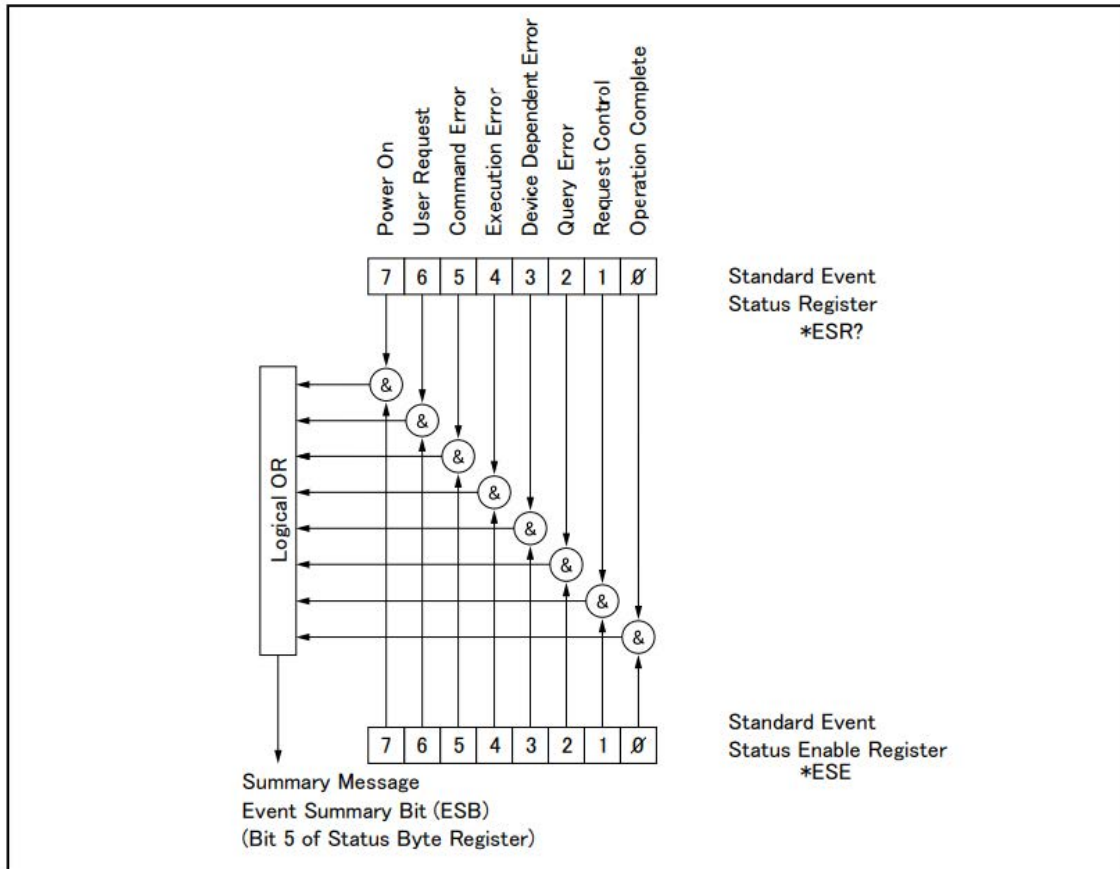 Power On
User Request
Command Error
Execution Error
Device Dependent Error
Query Error
Request Control
Operation Complete
7 6 5 4 3 2 1 0
Standard Event
Status Register
*ESR?
&
&
&
&
&
&
&
&
Logical OR
7 6 5 4 3 2 1 0
Standard Event
Status Enable Register
*ESE
Summary Message
Event Summary Bit (ESB)
(Bit 5 of Status Byte Register)